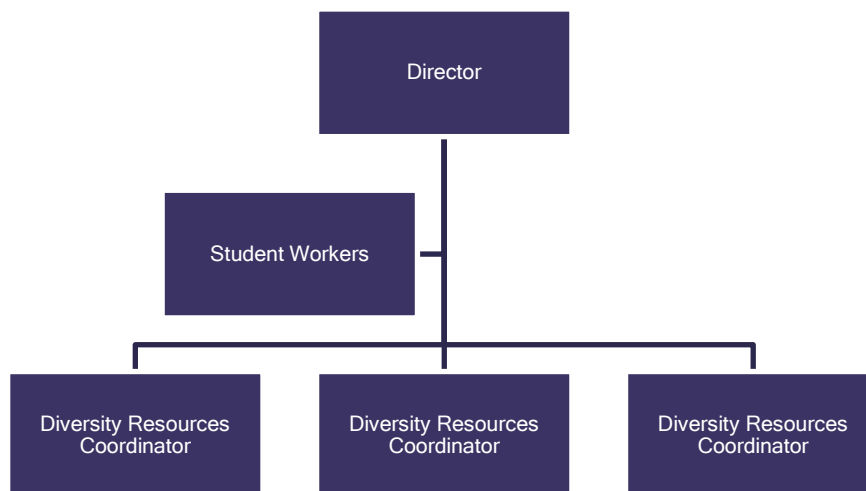 Director
Student Workers
Diversity Resources
Coordinator
Diversity Resources
Coordinator
Diversity Resources
Coordinator